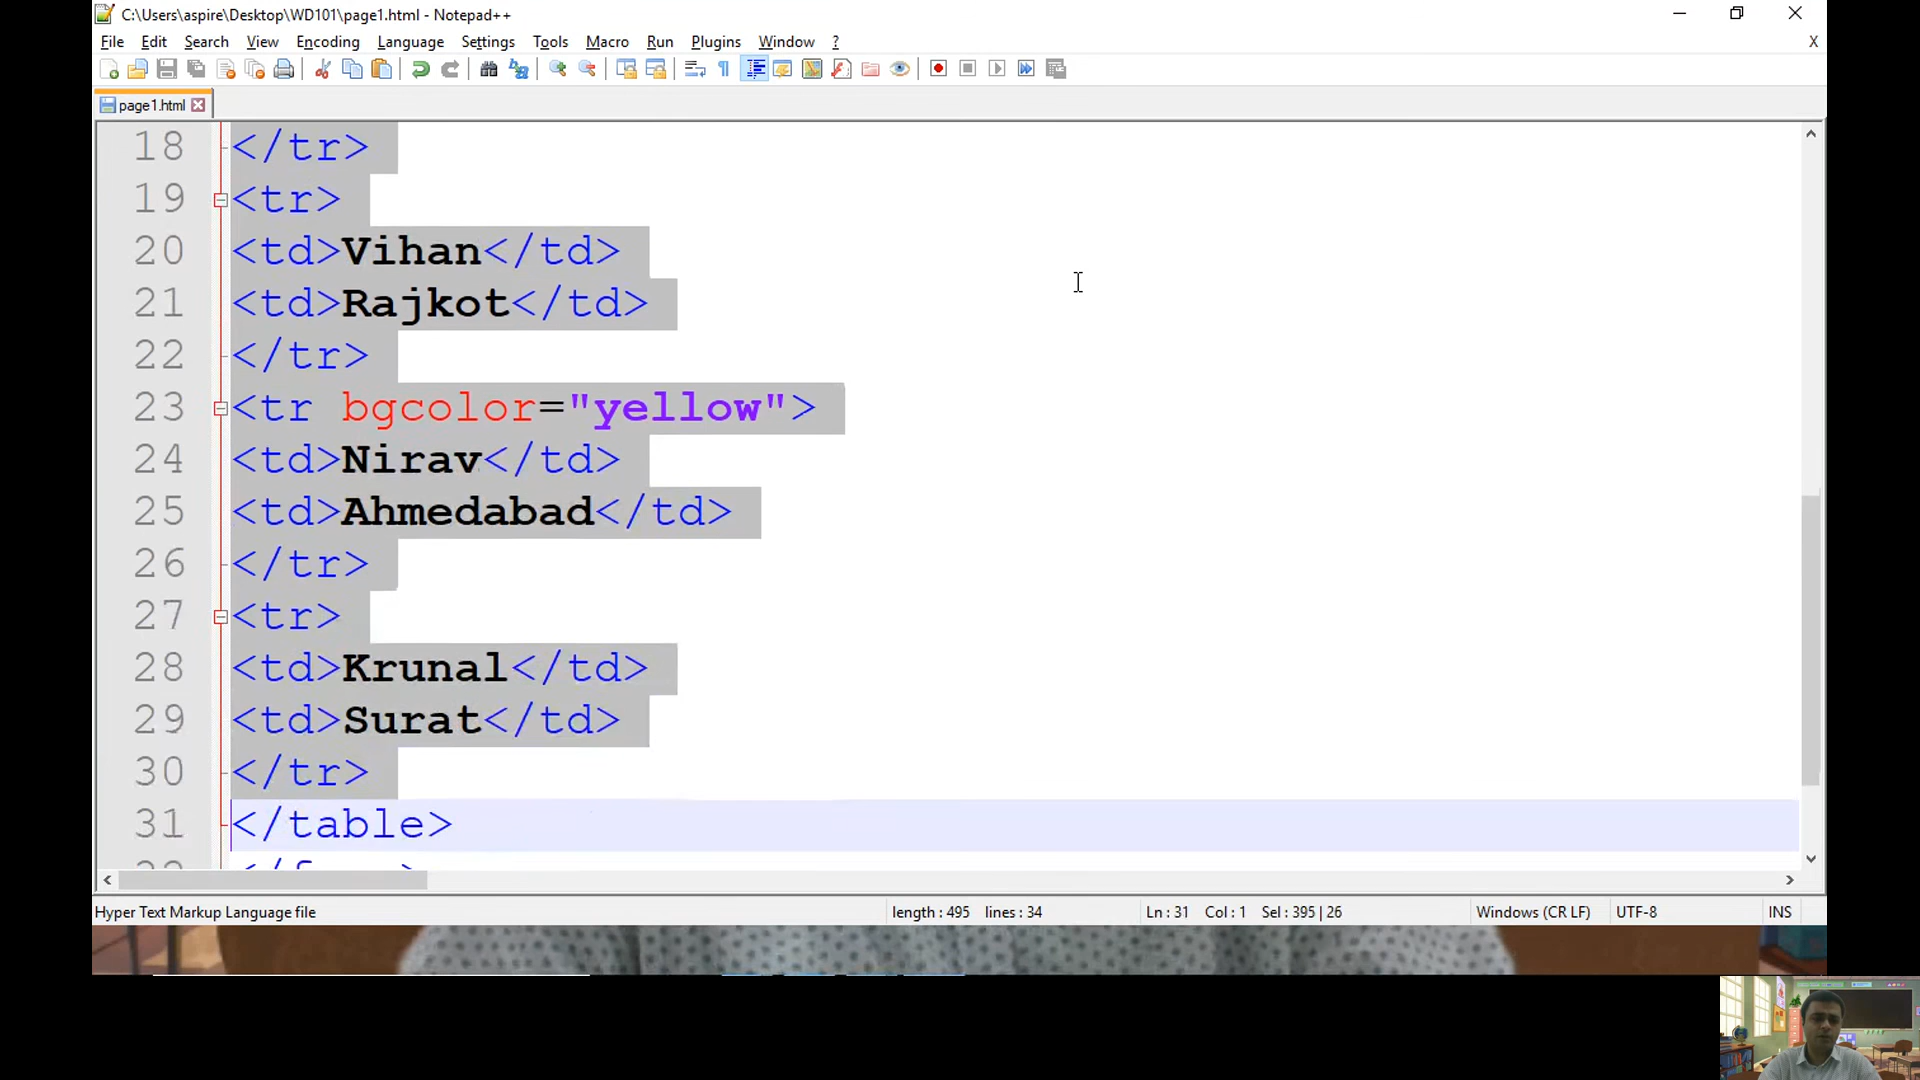 C:\Users\aspire\Desktop\WD101\page1.html - Notepad++
File Edit Search View Encoding Language Settings Tools Macro Run Plugins Window ? X
page1.html
18 </tr>
19 <tr>
20 <td>Vihan</td>
21 <td>Rajkot</td>
22 </tr>
23 <tr bgcolor="yellow">
24 <td>Nirav</td>
25 <td>Ahmedabad</td>
26 </tr>
27 <tr>
28 <td>Krunal</td>
29 <td>Surat</td>
30 </tr>
31 </table>
Hyper Text Markup Language file length : 495 lines : 34 Ln : 31 Col : 1 Sel : 395 | 26 Windows (CR LF) UTF-8 INS